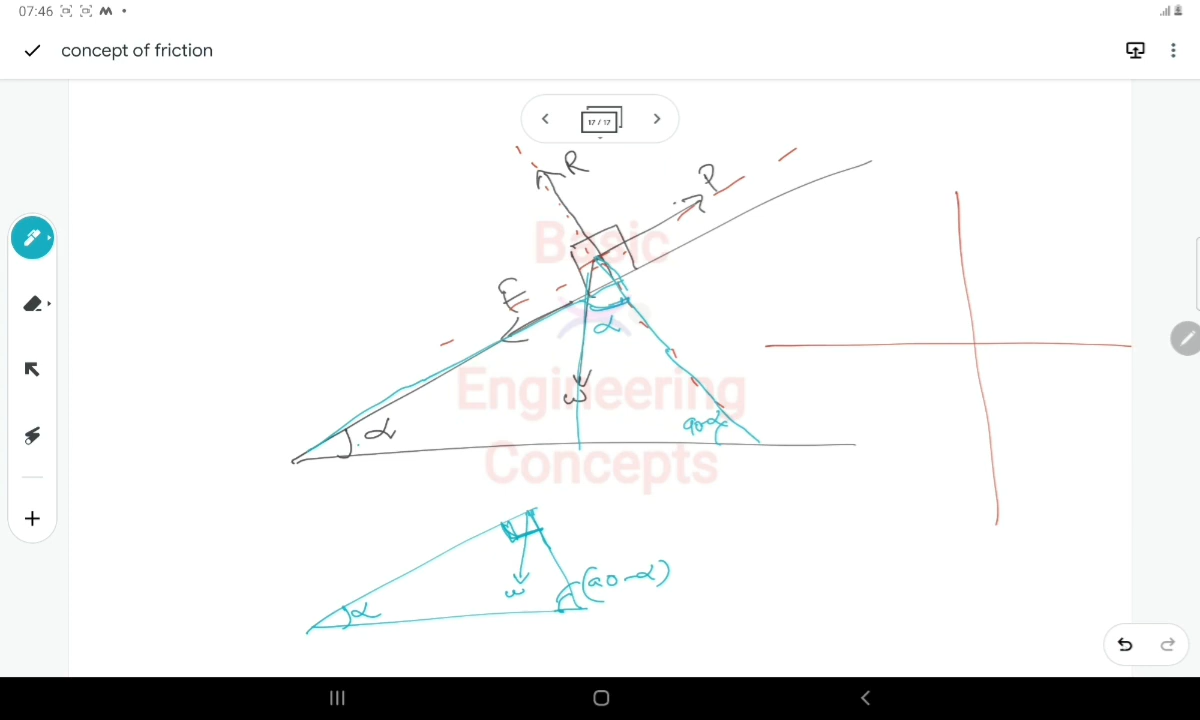 07:46
concept of friction
17 / 17
R
P
Basic
F
α
W
α
90-α
Engineering
Concepts
W
α
(90-α)